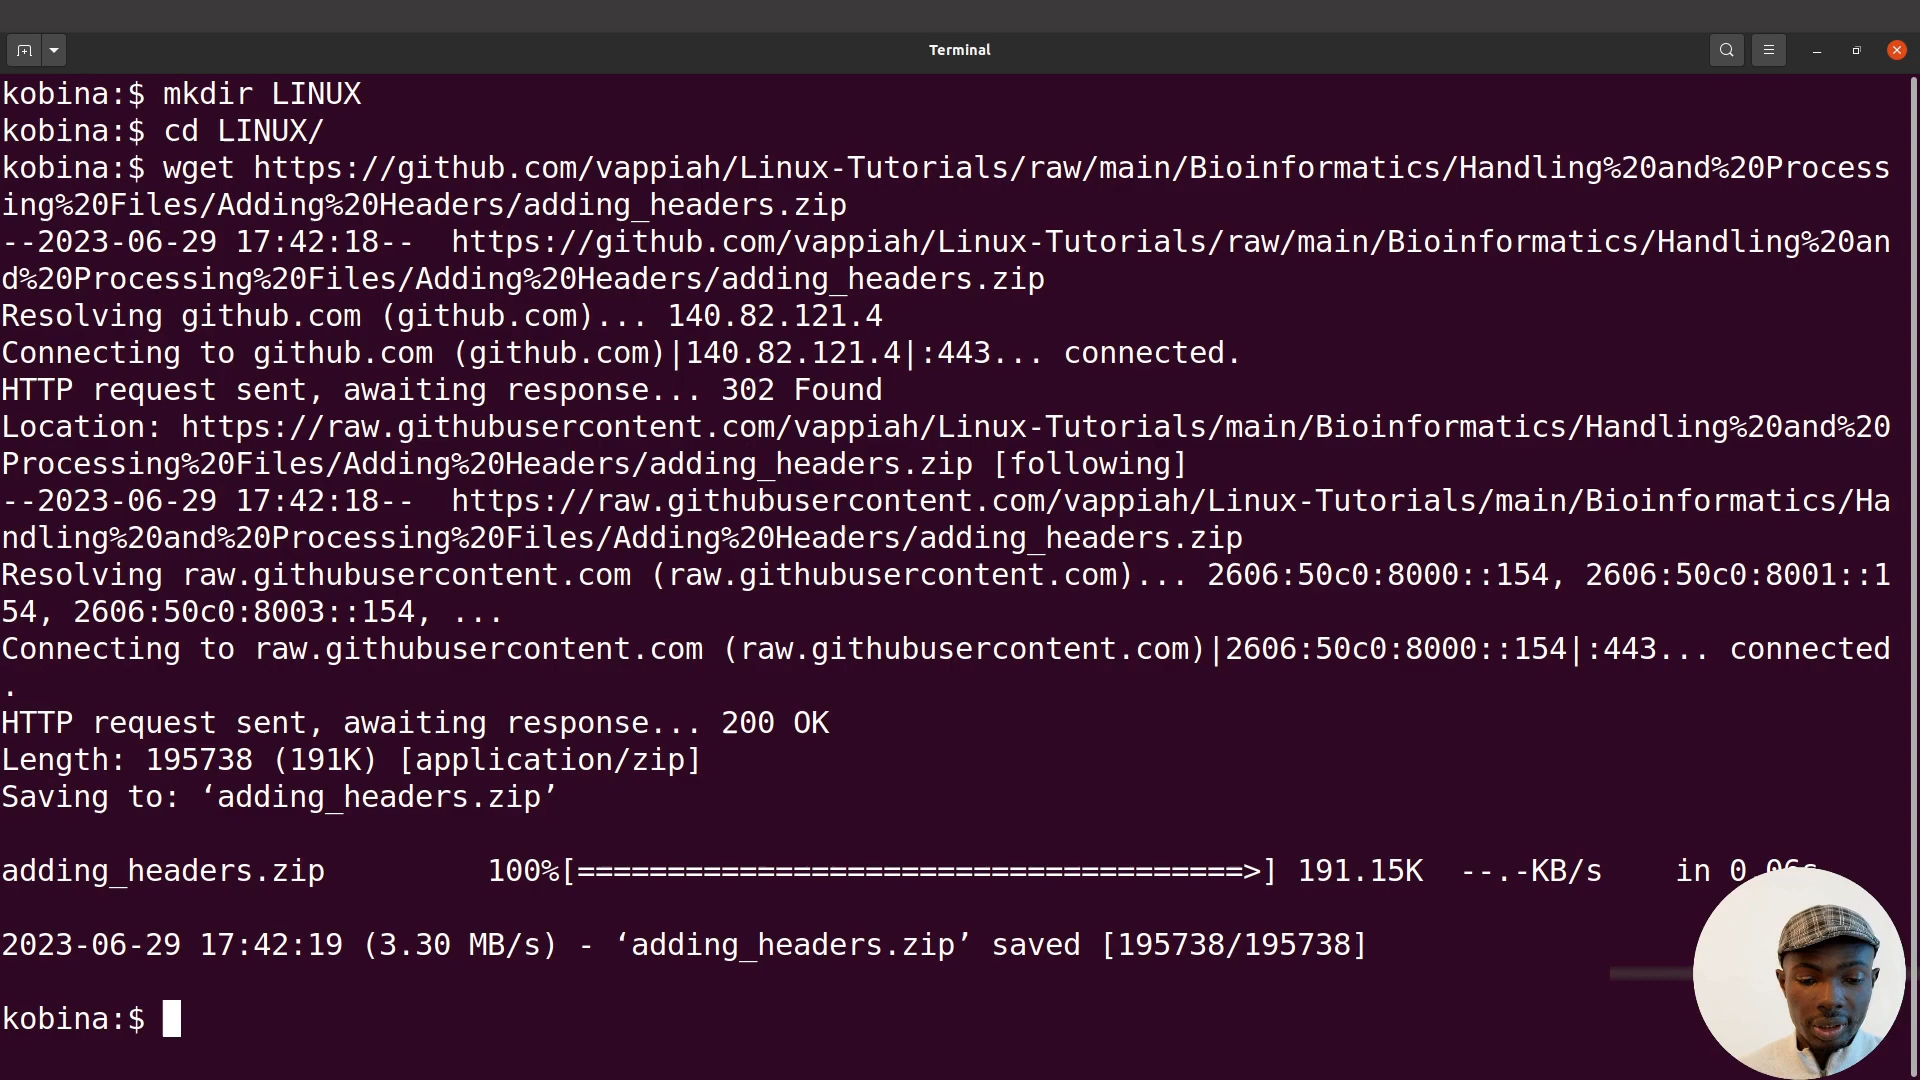 Terminal
kobina:$ mkdir LINUX
kobina:$ cd LINUX/
kobina:$ wget https://github.com/vappiah/Linux-Tutorials/raw/main/Bioinformatics/Handling%20and%20Process
ing%20Files/Adding%20Headers/adding_headers.zip
--2023-06-29 17:42:18--  https://github.com/vappiah/Linux-Tutorials/raw/main/Bioinformatics/Handling%20an
d%20Processing%20Files/Adding%20Headers/adding_headers.zip
Resolving github.com (github.com)... 140.82.121.4
Connecting to github.com (github.com)|140.82.121.4|:443... connected.
HTTP request sent, awaiting response... 302 Found
Location: https://raw.githubusercontent.com/vappiah/Linux-Tutorials/main/Bioinformatics/Handling%20and%20
Processing%20Files/Adding%20Headers/adding_headers.zip [following]
--2023-06-29 17:42:18--  https://raw.githubusercontent.com/vappiah/Linux-Tutorials/main/Bioinformatics/Ha
ndling%20and%20Processing%20Files/Adding%20Headers/adding_headers.zip
Resolving raw.githubusercontent.com (raw.githubusercontent.com)... 2606:50c0:8000::154, 2606:50c0:8001::1
54, 2606:50c0:8003::154, ...
Connecting to raw.githubusercontent.com (raw.githubusercontent.com)|2606:50c0:8000::154|:443... connected
.
HTTP request sent, awaiting response... 200 OK
Length: 195738 (191K) [application/zip]
Saving to: ‘adding_headers.zip’
adding_headers.zip         100%[=====================================>] 191.15K  --.-KB/s    in 0.06s
2023-06-29 17:42:19 (3.30 MB/s) - ‘adding_headers.zip’ saved [195738/195738]
kobina:$